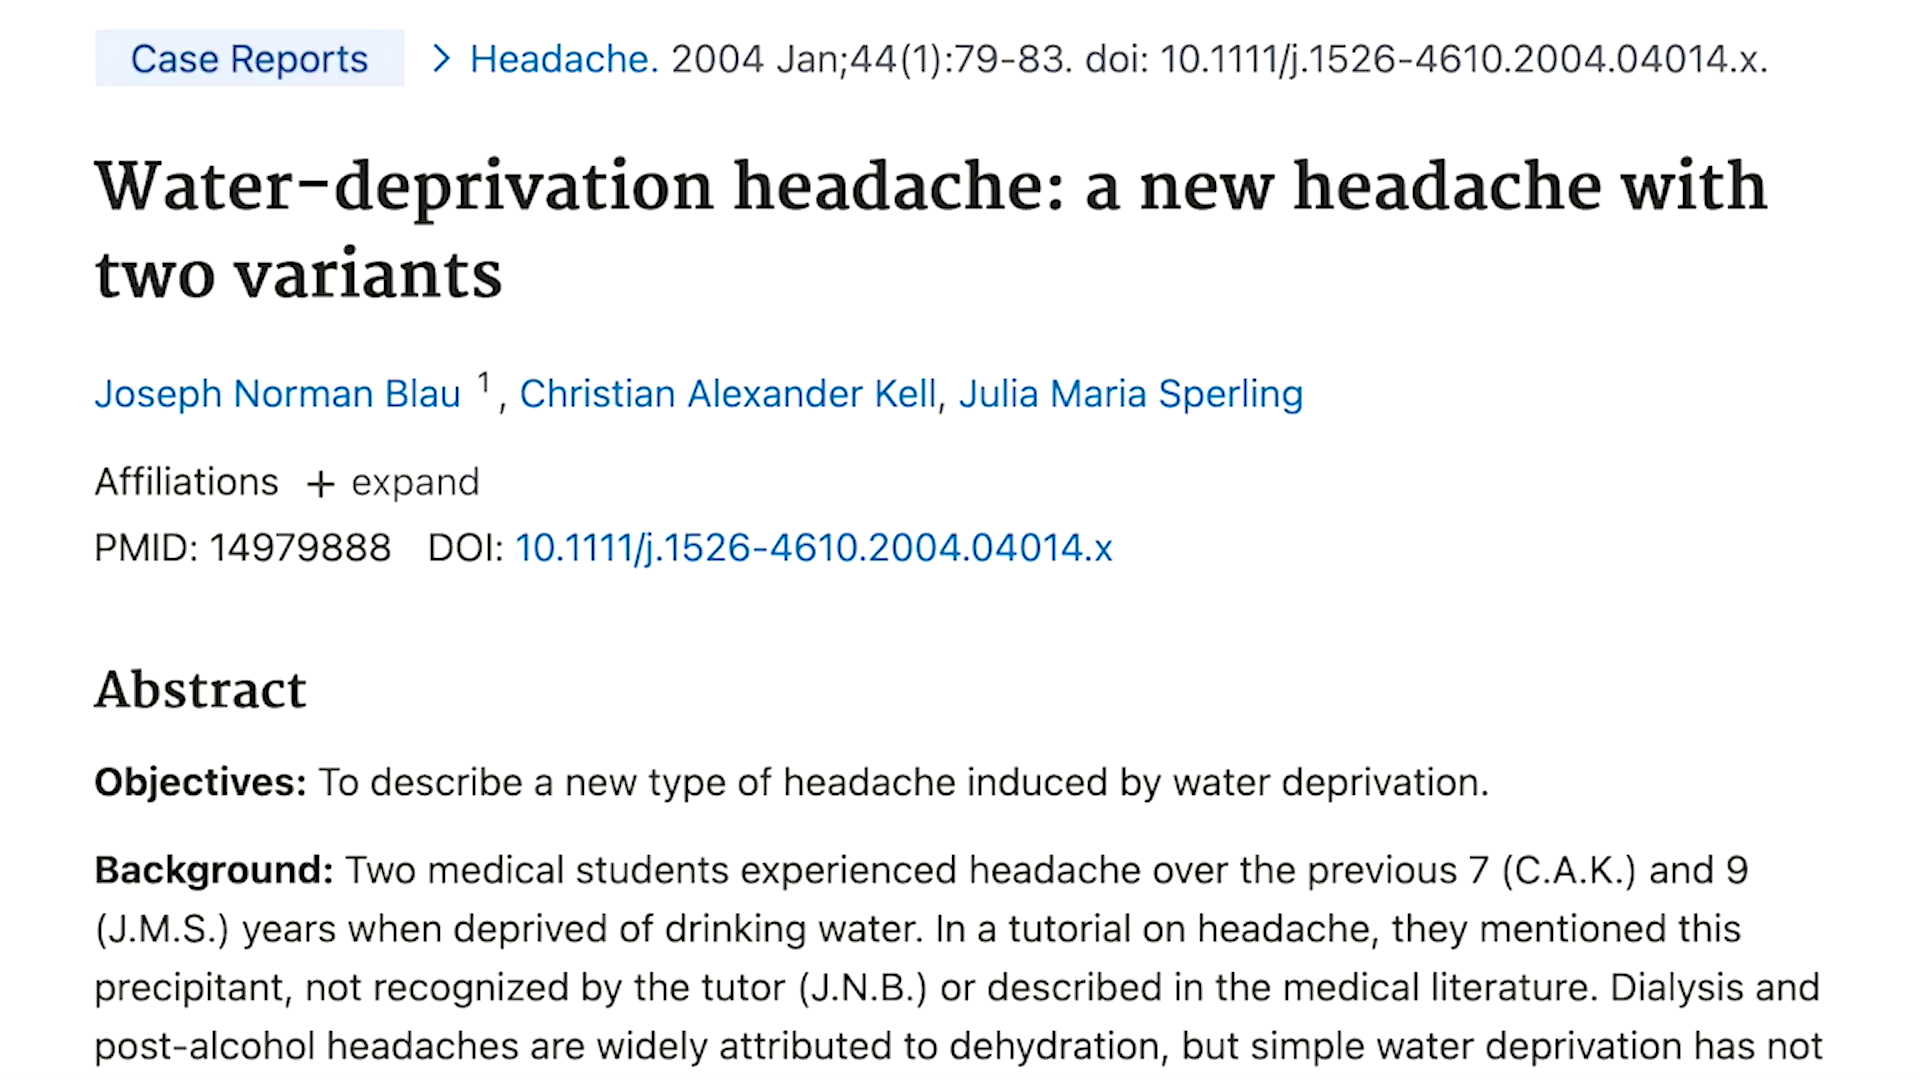 Case Reports > Headache. 2004 Jan;44(1):79-83. doi: 10.1111/j.1526-4610.2004.04014.x.
Water-deprivation headache: a new headache with
two variants
Joseph Norman Blau 1, Christian Alexander Kell, Julia Maria Sperling
Affiliations + expand
PMID: 14979888 DOI: 10.1111/j.1526-4610.2004.04014.x
Abstract
Objectives: To describe a new type of headache induced by water deprivation.
Background: Two medical students experienced headache over the previous 7 (C.A.K.) and 9
(J.M.S.) years when deprived of drinking water. In a tutorial on headache, they mentioned this
precipitant, not recognized by the tutor (J.N.B.) or described in the medical literature. Dialysis and
post-alcohol headaches are widely attributed to dehydration, but simple water deprivation has not